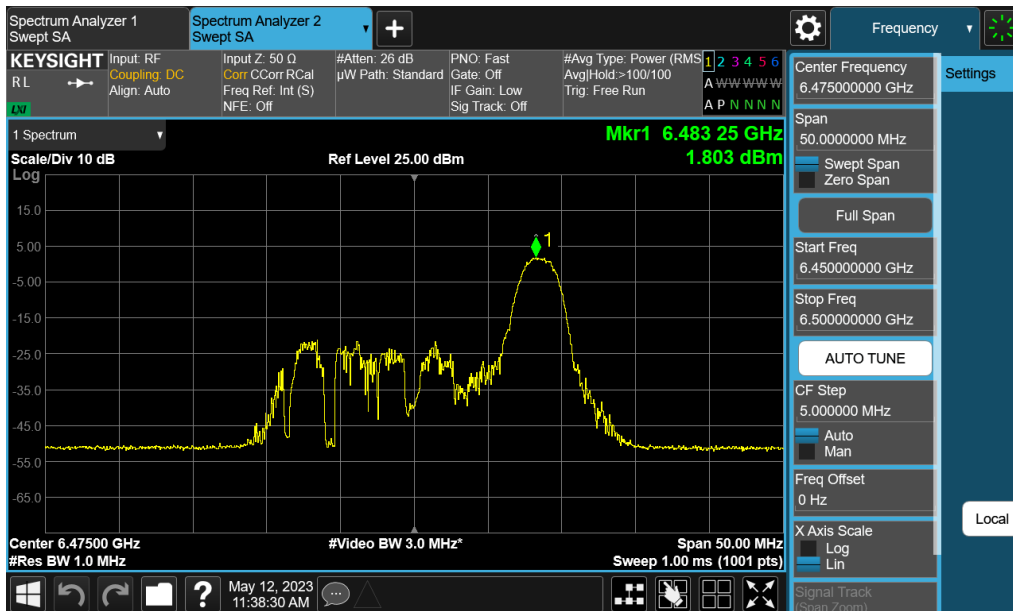 Spectrum Analyzer 1
Swept SA
Spectrum Analyzer 2
Swept SA
+
Frequency
KEYSIGHT
RL
LXI
Input: RF
Coupling: DC
Align: Auto
Input Z: 50 Ω
Corr CCorr RCal
Freq Ref: Int (S)
NFE: Off
#Atten: 26 dB
µW Path: Standard
PNO: Fast
Gate: Off
IF Gain: Low
Sig Track: Off
#Avg Type: Power (RMS
Avg|Hold:>100/100
Trig: Free Run
1 2 3 4 5 6
A W W W W W
A P N N N N
1 Spectrum
Scale/Div 10 dB
Ref Level 25.00 dBm
Mkr1 6.483 25 GHz
1.803 dBm
Log
15.0
5.00
-5.00
-15.0
-25.0
-35.0
-45.0
-55.0
-65.0
1
Center 6.47500 GHz
#Video BW 3.0 MHz*
Span 50.00 MHz
#Res BW 1.0 MHz
Sweep 1.00 ms (1001 pts)
Center Frequency
6.475000000 GHz
Settings
Span
50.0000000 MHz
Swept Span
Zero Span
Full Span
Start Freq
6.450000000 GHz
Stop Freq
6.500000000 GHz
AUTO TUNE
CF Step
5.000000 MHz
Auto
Man
Freq Offset
0 Hz
X Axis Scale
Log
Lin
Signal Track
(Span Zoom)
Local
?
May 12, 2023
11:38:30 AM